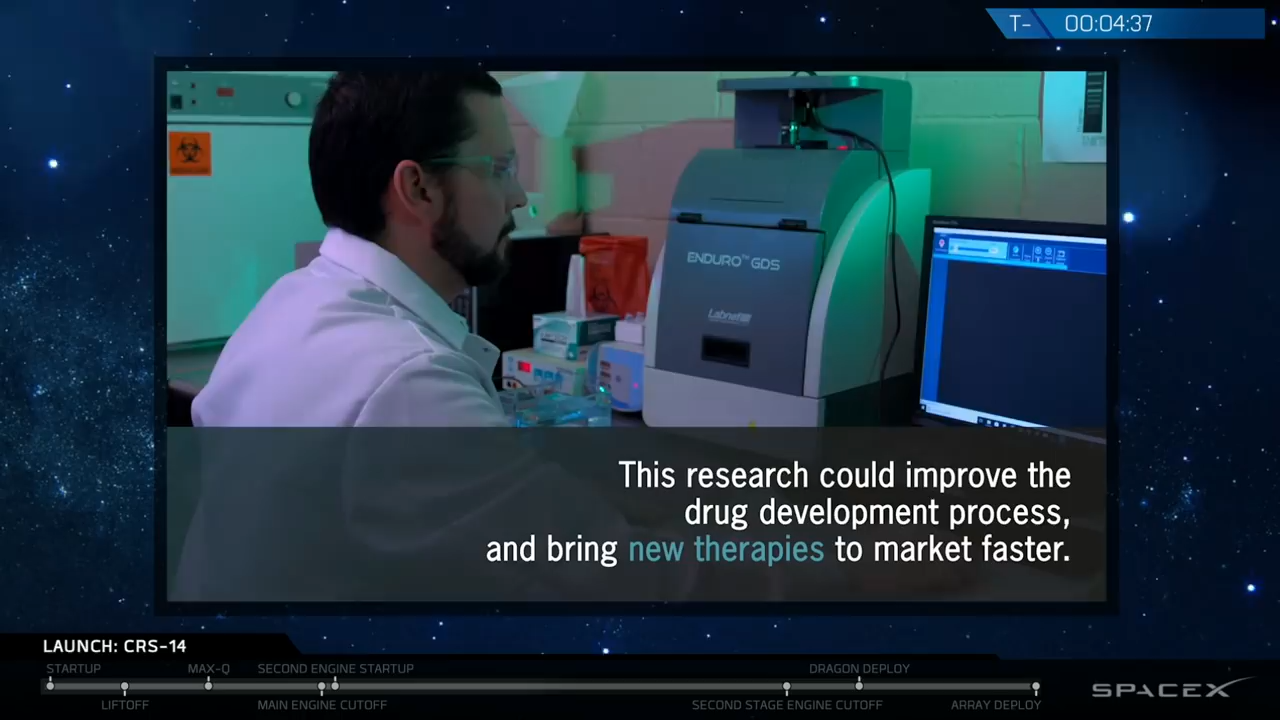 T- 00:04:37
ENDURO™ GDS
Labnet
This research could improve the
drug development process,
and bring new therapies to market faster.
LAUNCH: CRS-14
STARTUP
MAX-Q
SECOND ENGINE STARTUP
DRAGON DEPLOY
LIFTOFF
MAIN ENGINE CUTOFF
SECOND STAGE ENGINE CUTOFF
ARRAY DEPLOY
SPACEX